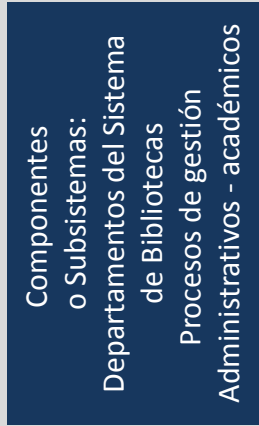 Componentes
o Subsistemas:
Departamentos del Sistema
de Bibliotecas
Procesos de gestión
Administrativos - académicos